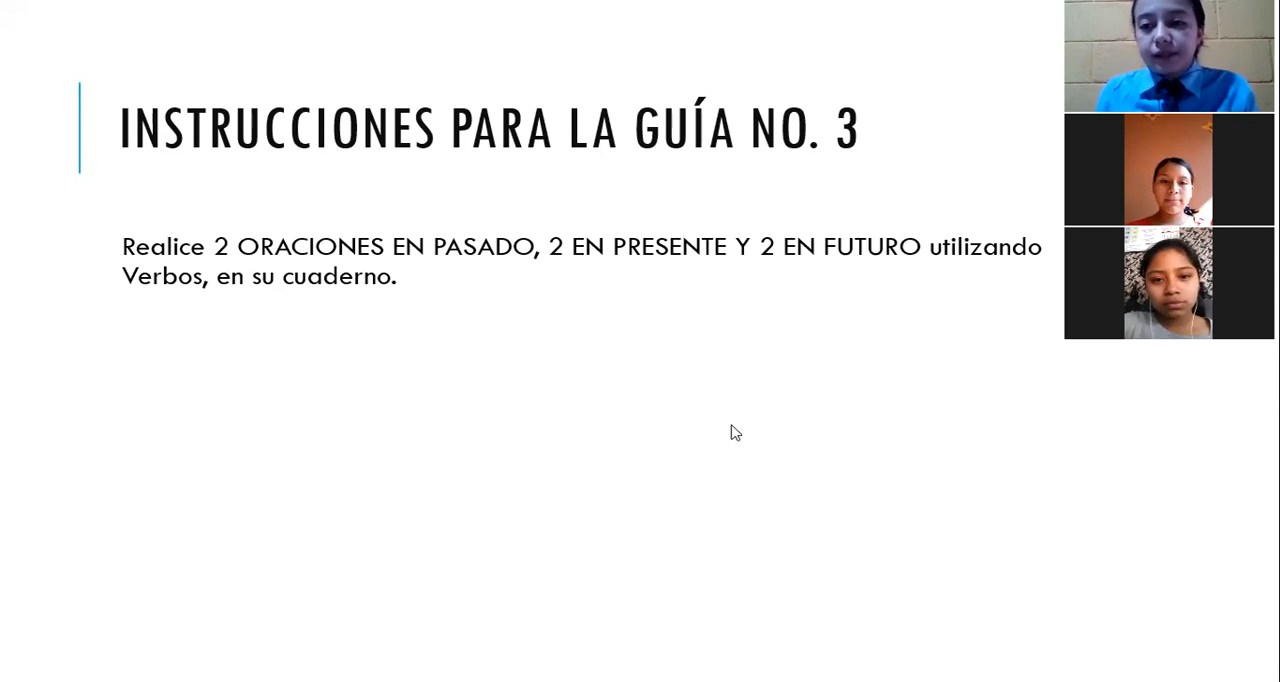 INSTRUCCIONES PARA LA GUÍA NO. 3
Realice 2 ORACIONES EN PASADO, 2 EN PRESENTE Y 2 EN FUTURO utilizando
Verbos, en su cuaderno.